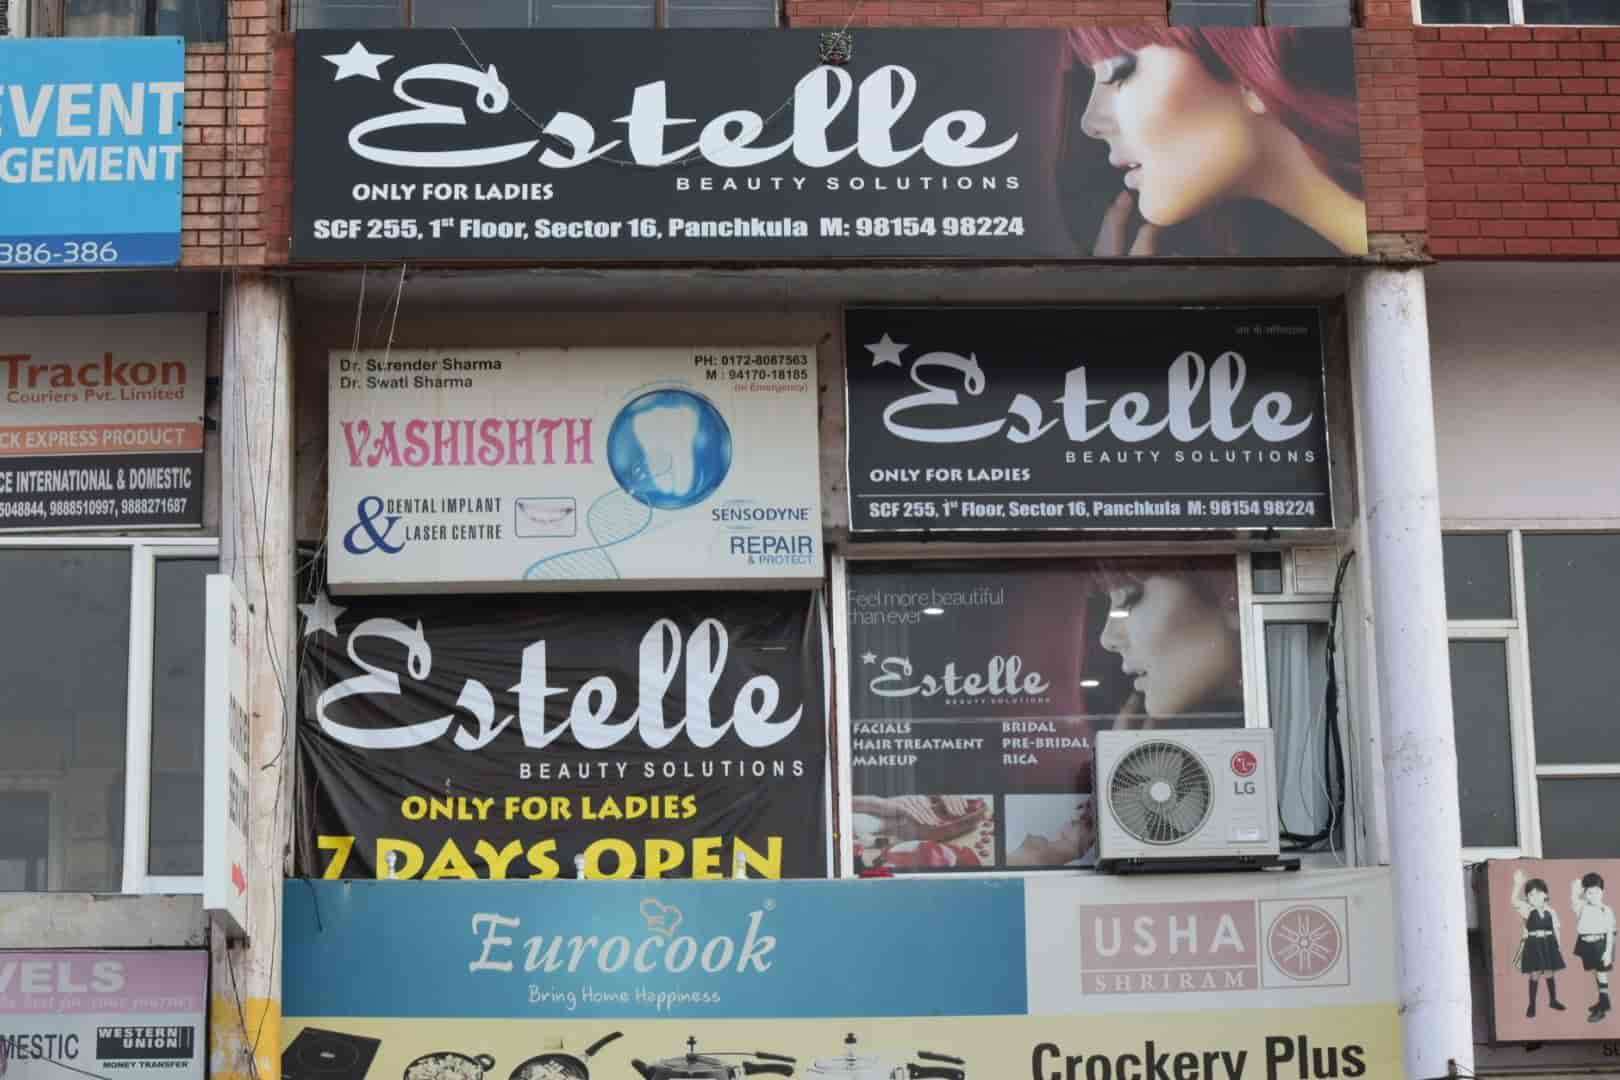 EVENT
GEMENT
386-386
Estelle
BEAUTY SOLUTIONS
ONLY FOR LADIES
SCF 255, 1st Floor, Sector 16, Panchkula M: 98154 98224
Trackon
Couriers Pvt. Limited
CK EXPRESS PRODUCT
CE INTERNATIONAL & DOMESTIC
5048844, 9888510997, 9888271687
Dr. Surender Sharma
Dr. Swati Sharma
PH: 0172-8087563
M : 94170-18185
(In Emergency)
VASHISHTH
& DENTAL IMPLANT
LASER CENTRE
SENSODYNE
REPAIR
& PROTECT
Estelle
BEAUTY SOLUTIONS
ONLY FOR LADIES
SCF 255, 1st Floor, Sector 16, Panchkula M: 98154 98224
Estelle
BEAUTY SOLUTIONS
ONLY FOR LADIES
7 DAYS OPEN
Feel more beautiful
than ever
Estelle
BEAUTY SOLUTIONS
FACIALS
HAIR TREATMENT
MAKEUP
BRIDAL
PRE-BRIDAL
RICA
LG
Eurocook
Bring Home Happiness
USHA
SHRIRAM
Crockery Plus
VELS
MESTIC
WESTERN
UNION
MONEY TRANSFER